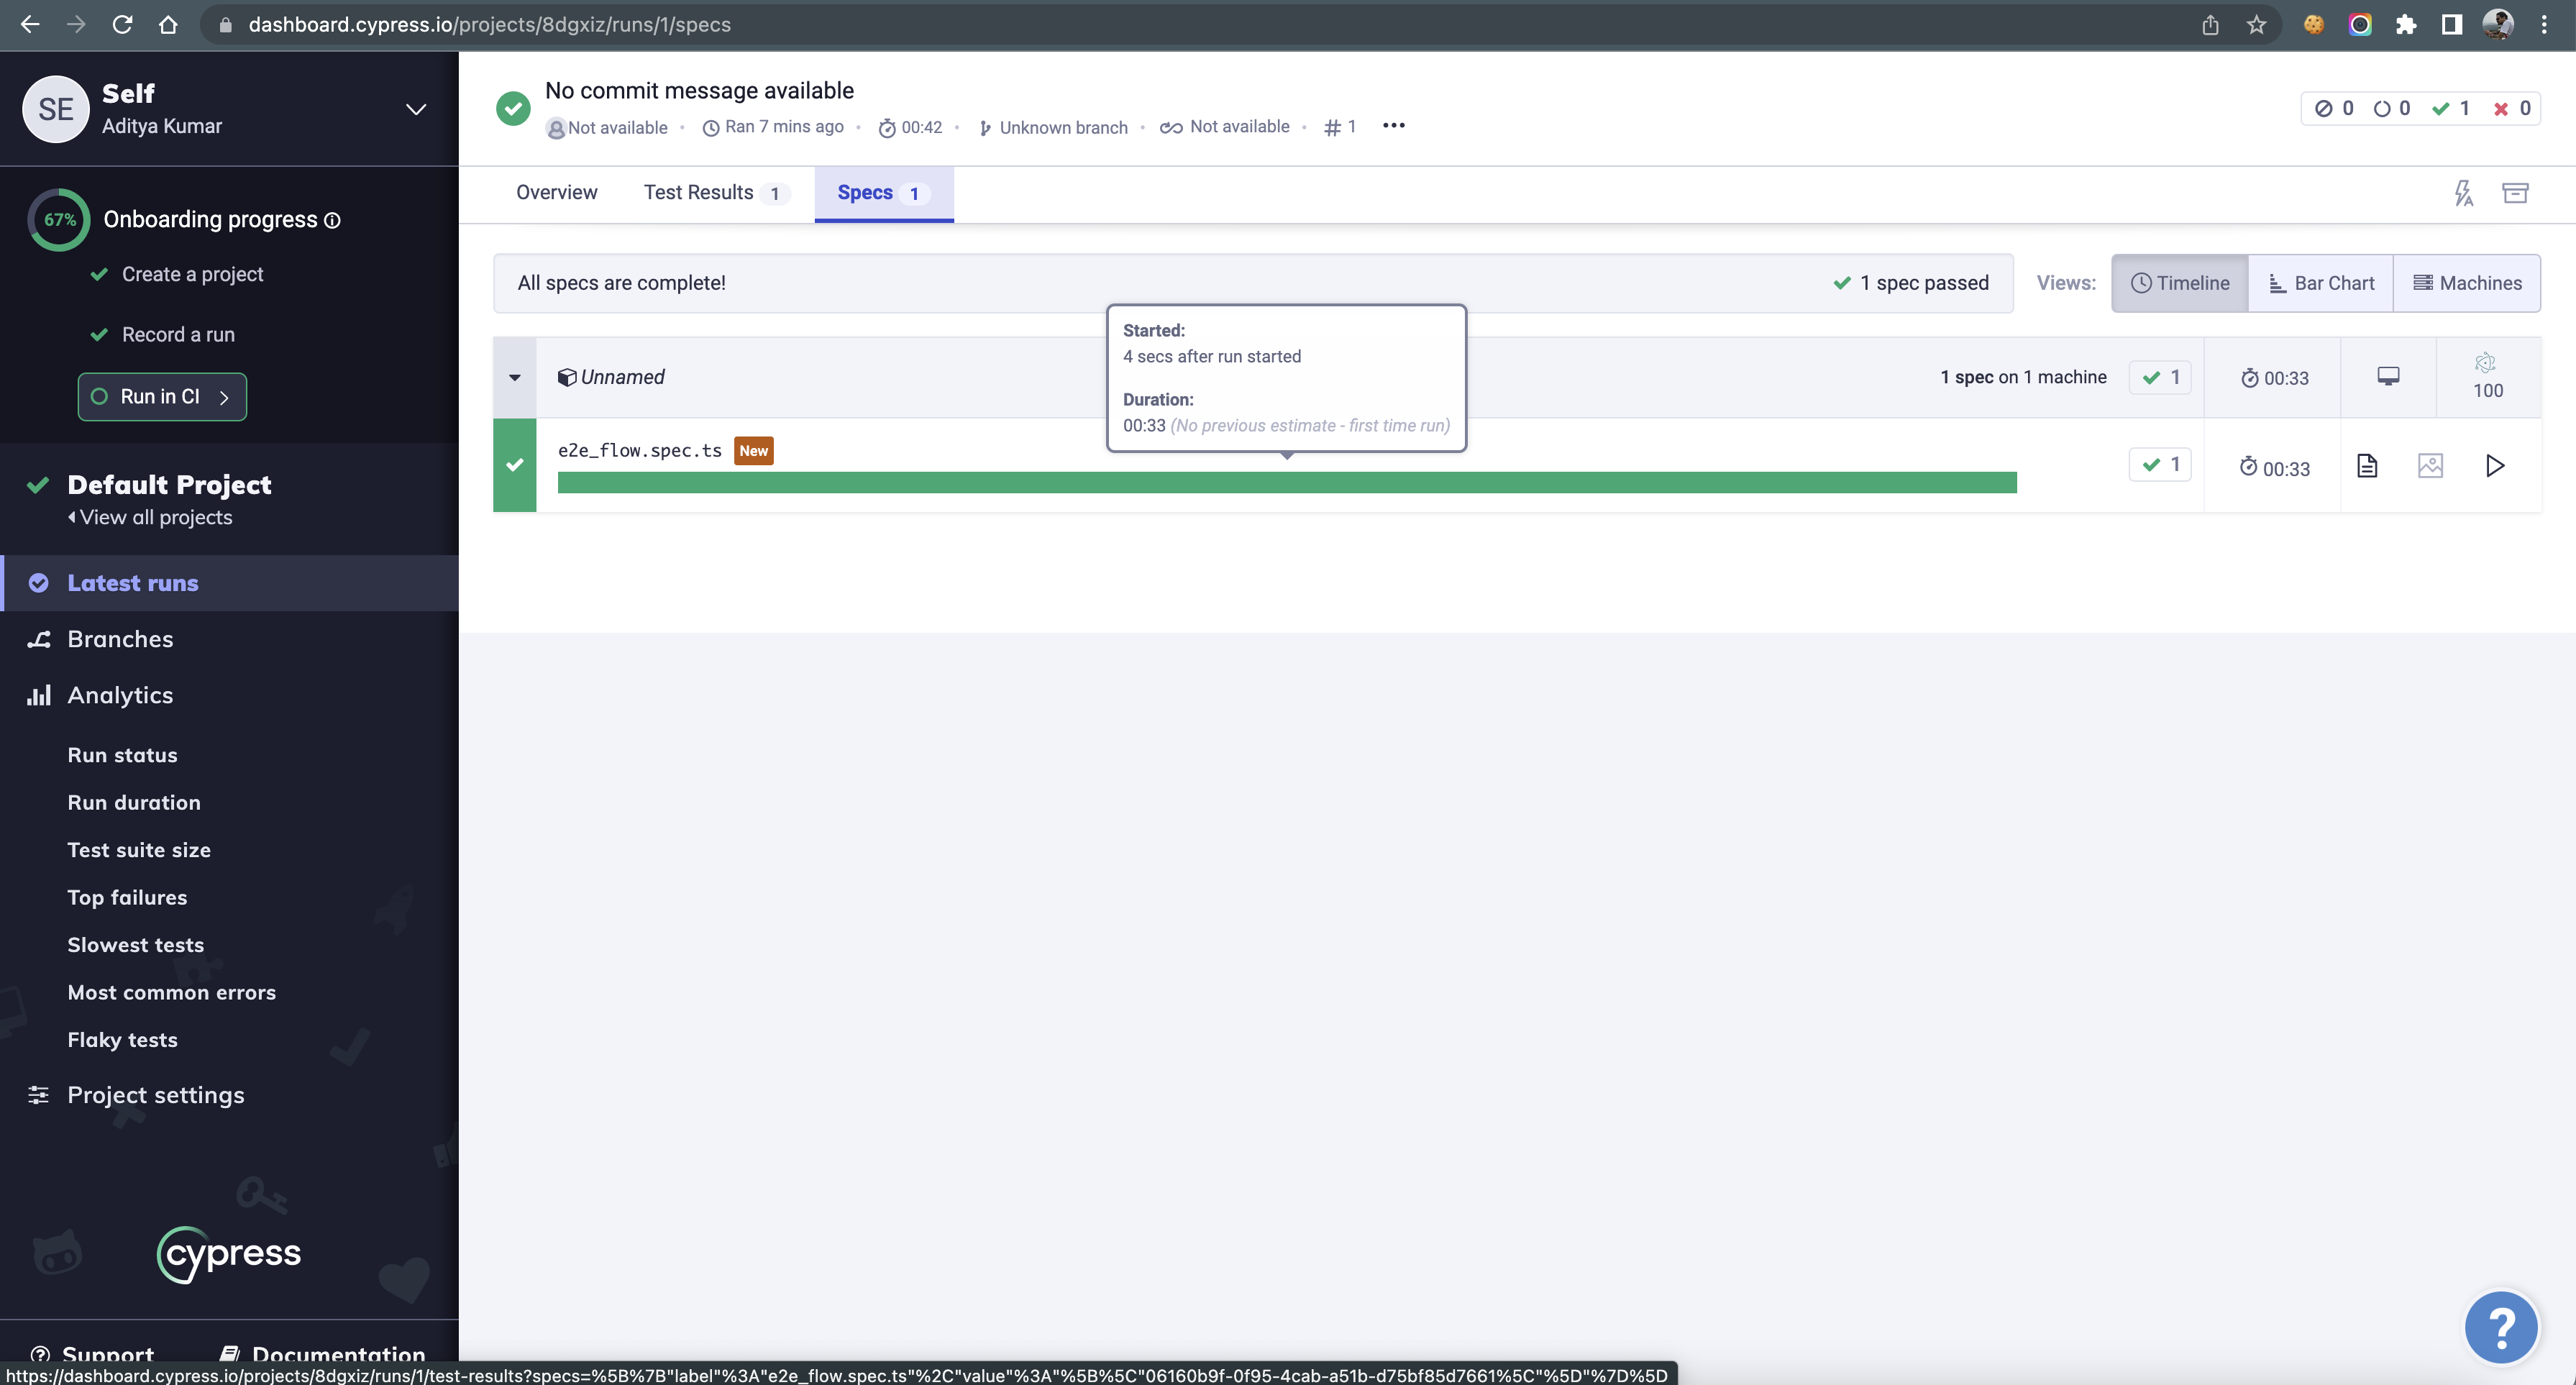 dashboard.cypress.io/projects/8dgxiz/runs/1/specs
SE
Self
Aditya Kumar
67%
Onboarding progress
Create a project
Record a run
Run in CI
Default Project
View all projects
Latest runs
Branches
Analytics
Run status
Run duration
Test suite size
Top failures
Slowest tests
Most common errors
Flaky tests
Project settings
cypress
Support
Documentation
No commit message available
Not available • Ran 7 mins ago • 00:42 • Unknown branch • Not available • # 1 •••
0 0 1 0
Overview
Test Results 1
Specs 1
All specs are complete!
1 spec passed
Views:
Timeline
Bar Chart
Machines
Started:
4 secs after run started
Duration:
00:33 (No previous estimate - first time run)
Unnamed
1 spec on 1 machine
1
00:33
100
e2e_flow.spec.ts New
1
00:33
?
https://dashboard.cypress.io/projects/8dgxiz/runs/1/test-results?specs=%5B%7B"label"%3A"e2e_flow.spec.ts"%2C"value"%3A"%5B%5C"06160b9f-0f95-4cab-a51b-d75bf85d7661%5C"%5D"%7D%5D